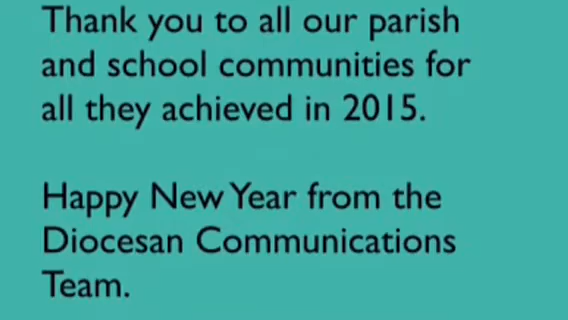 Thank you to all our parish
and school communities for
all they achieved in 2015.
Happy New Year from the
Diocesan Communications
Team.